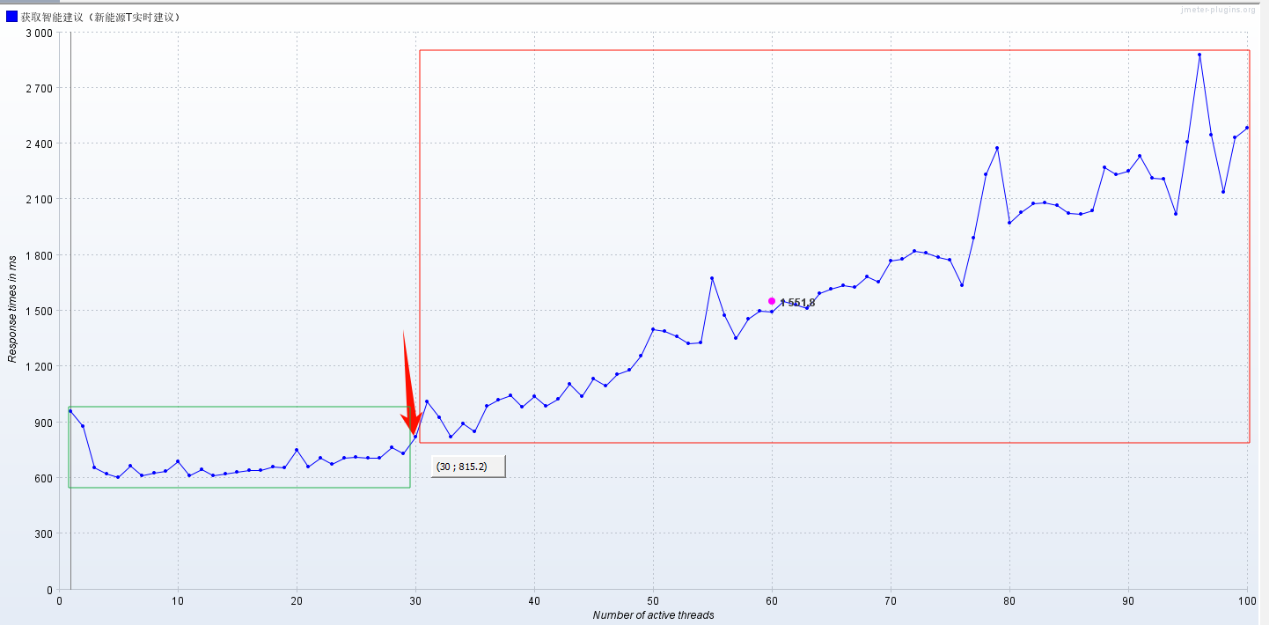 获取智能建议（新能源T实时建议）
jmeter-plugins.org
3 000
2 700
2 400
2 100
1 800
1 500
1 200
900
600
300
0
Response times in ms
1 551.8
(30 ; 815.2)
0 10 20 30 40 50 60 70 80 90 100
Number of active threads